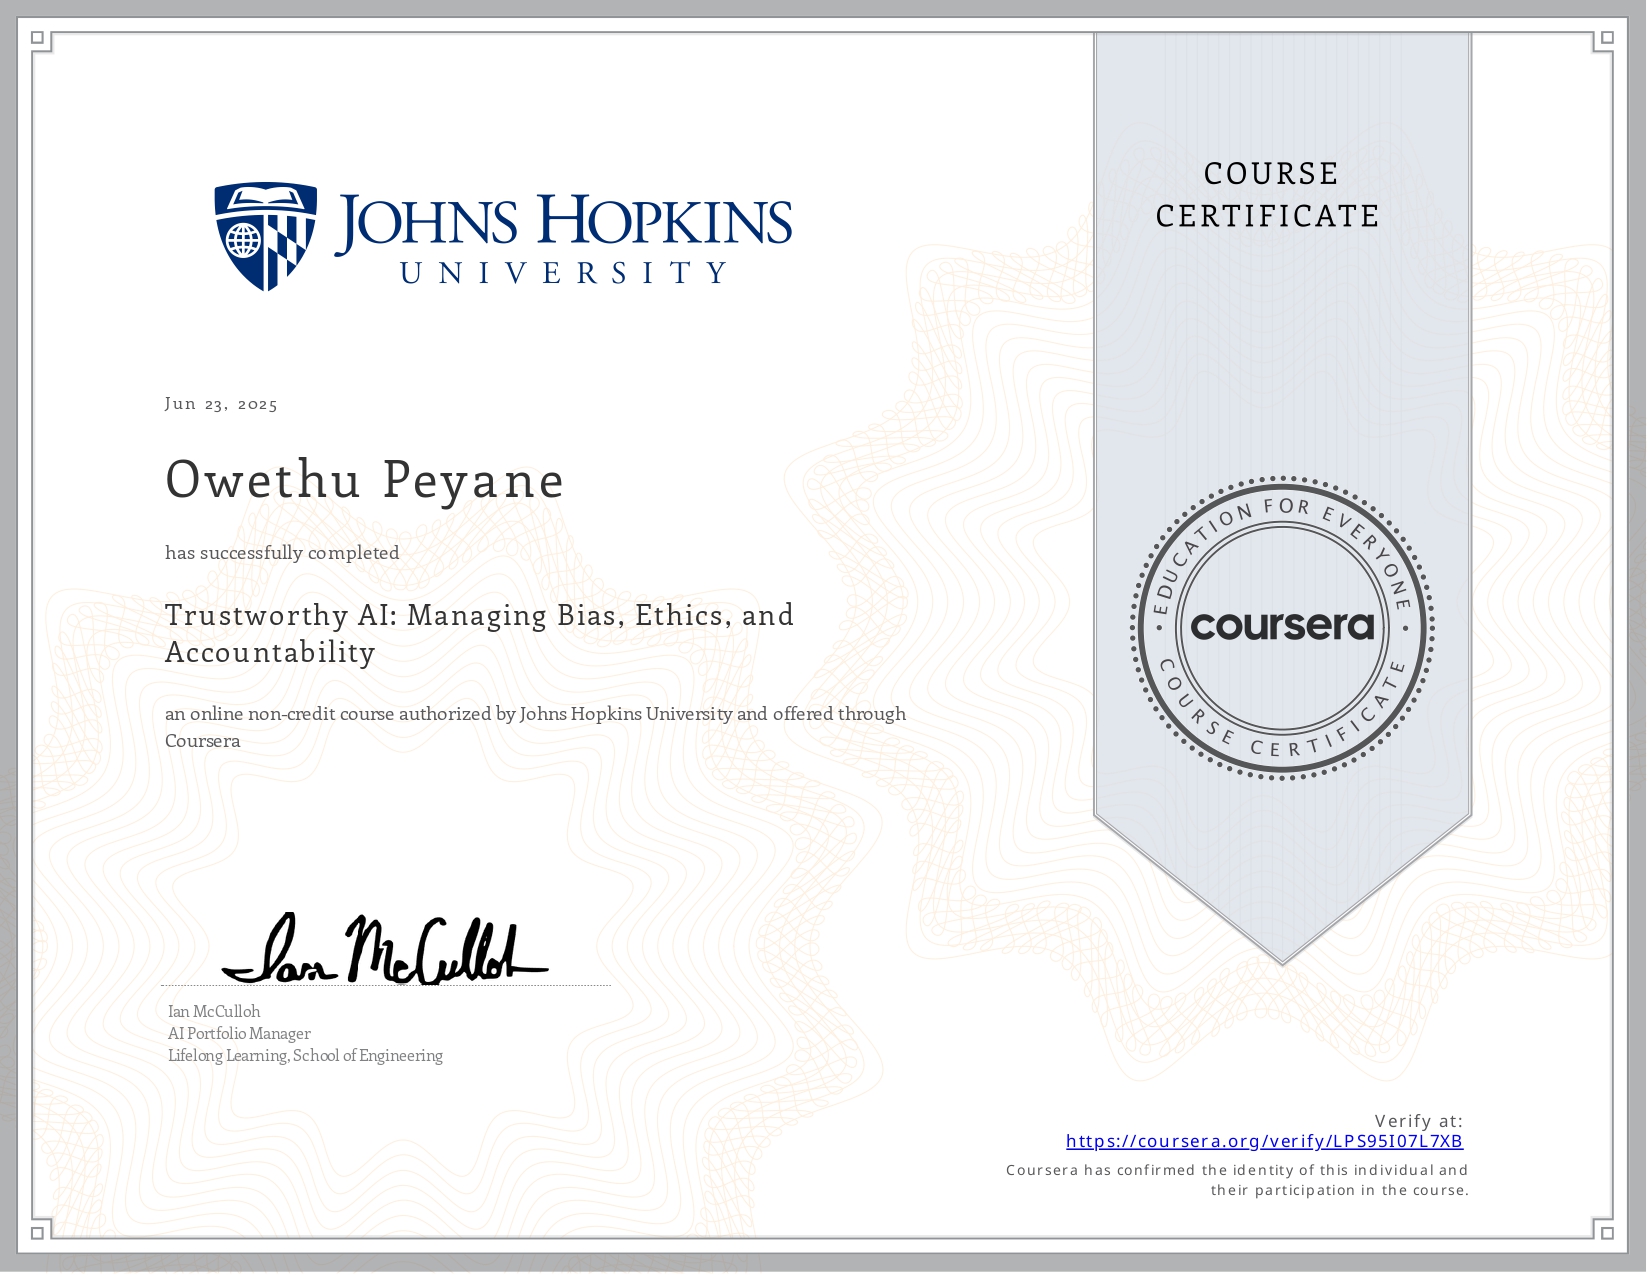 JOHNS HOPKINS
UNIVERSITY
COURSE
CERTIFICATE
Jun 23, 2025
Owethu Peyane
has successfully completed
Trustworthy AI: Managing Bias, Ethics, and
Accountability
an online non-credit course authorized by Johns Hopkins University and offered through
Coursera
EDUCATION FOR EVERYONE
coursera
COURSE CERTIFICATE
Ian McCulloh
Ian McCulloh
AI Portfolio Manager
Lifelong Learning, School of Engineering
Verify at:
https://coursera.org/verify/LPS95I07L7XB
Coursera has confirmed the identity of this individual and
their participation in the course.